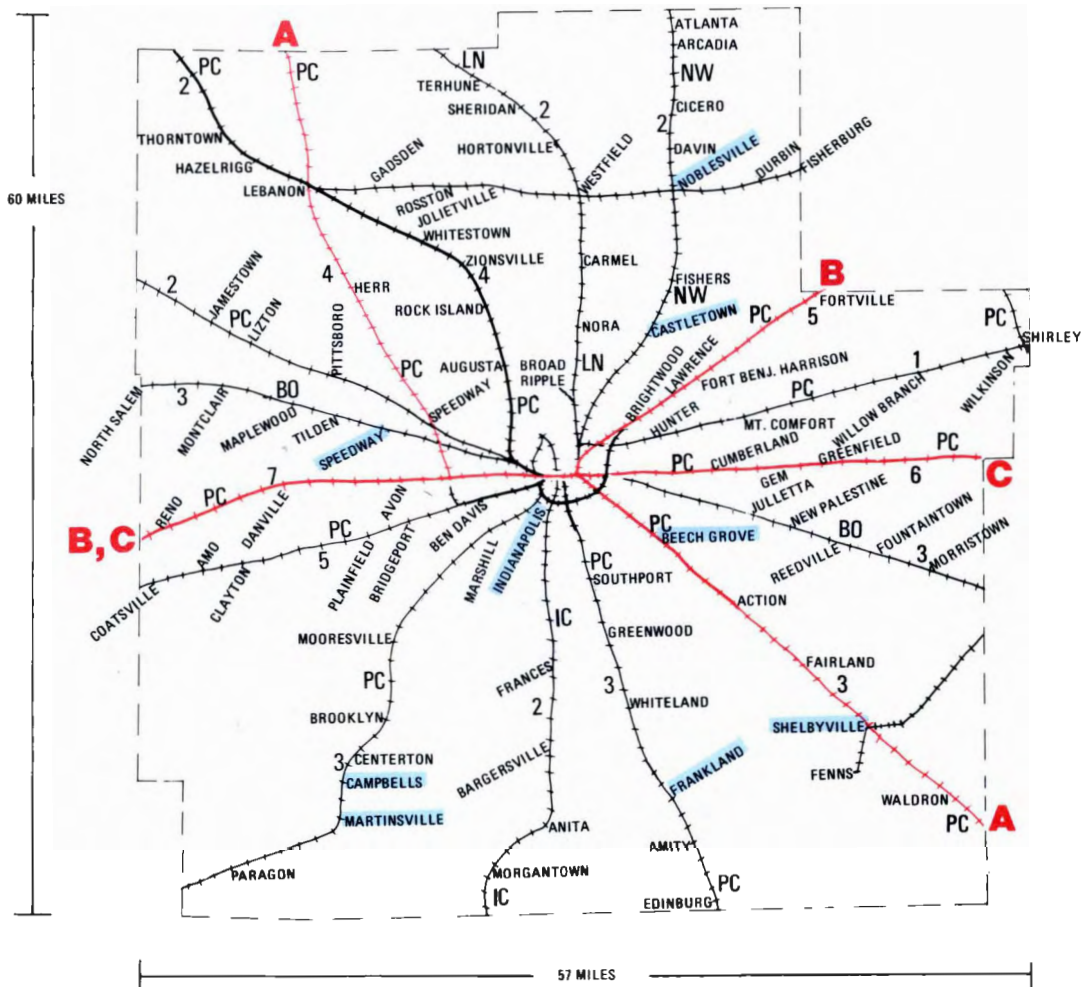 ATLANTA
A
ARCADIA
PC
PC
LN
NW
2
TERHUNE
SHERIDAN
2
CICERO
2
THORNTOWN
HORTONVILLE
DAVIN
HAZELRIGG
GADSDEN
WESTFIELD
NOBLESVILLE
DURBIN
FISHERBURG
LEBANON
60 MILES
ROSSTON
JOLIETVILLE
WHITESTOWN
ZIONSVILLE
CARMEL
4
4
B
2
JAMESTOWN
HERR
FISHERS
NW
FORTVILLE
ROCK ISLAND
PC
5
PC
LIZTON
PITTSBORO
NORA
CASTLETOWN
PC
SHIRLEY
AUGUSTA
BROAD
RIPPLE
LN
BRIGHTWOOD
LAWRENCE
FORT BENJ. HARRISON
1
PC
WILKINSON
NORTH SALEM
3
MONTCLAIR
BO
MAPLEWOOD
TILDEN
PC
SPEEDWAY
PC
HUNTER
MT. COMFORT
WILLOW BRANCH
SPEEDWAY
CUMBERLAND
GREENFIELD
PC
PC
C
7
GEM
6
RENO
PC
DANVILLE
AVON
JULLETTA
NEW PALESTINE
B, C
AMO
PC
BEN DAVIS
INDIANAPOLIS
PC
BEECH GROVE
BO
FOUNTAINTOWN
COATSVILLE
CLAYTON
5
PLAINFIELD
BRIDGEPORT
MARSHILL
PC
SOUTHPORT
REEDVILLE
3
MORRISTOWN
ACTION
MOORESVILLE
IC
GREENWOOD
PC
FRANCES
3
FAIRLAND
3
2
WHITELAND
BROOKLYN
SHELBYVILLE
3
CENTERTON
BARGERSVILLE
FRANKLAND
CAMPBELLS
FENNS
MARTINSVILLE
WALDRON
ANITA
PC
A
AMITY
PARAGON
MORGANTOWN
PC
IC
EDINBURG
57 MILES